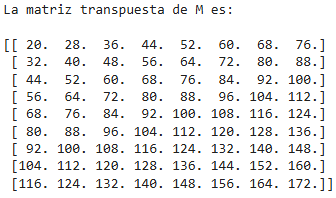 La matriz transpuesta de M es:
[[ 20. 28. 36. 44. 52. 60. 68. 76.]
[ 32. 40. 48. 56. 64. 72. 80. 88.]
[ 44. 52. 60. 68. 76. 84. 92. 100.]
[ 56. 64. 72. 80. 88. 96. 104. 112.]
[ 68. 76. 84. 92. 100. 108. 116. 124.]
[ 80. 88. 96. 104. 112. 120. 128. 136.]
[ 92. 100. 108. 116. 124. 132. 140. 148.]
[104. 112. 120. 128. 136. 144. 152. 160.]
[116. 124. 132. 140. 148. 156. 164. 172.]]